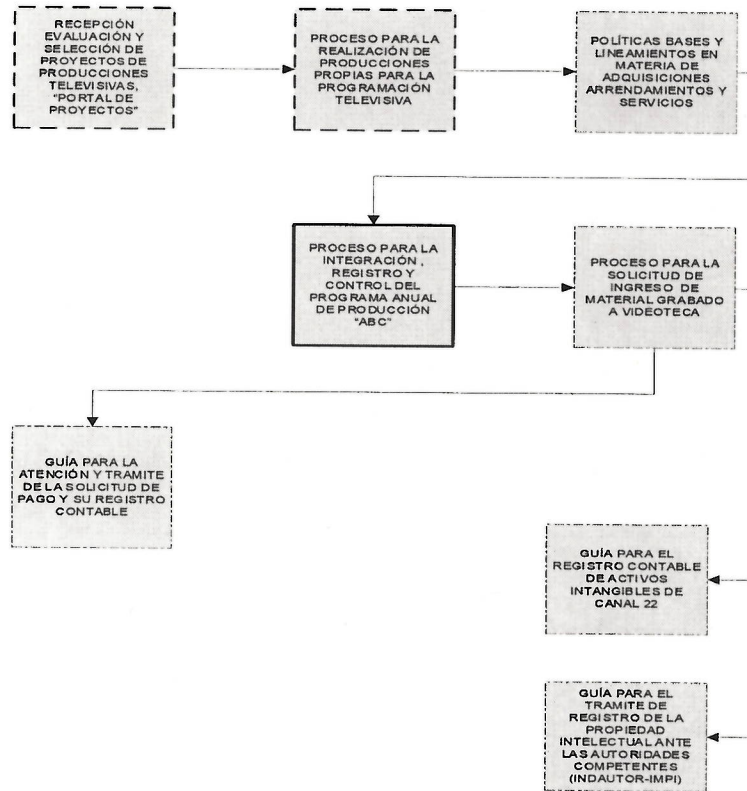 RECEPCIÓN
EVALUACIÓN Y
SELECCIÓN DE
PROYECTOS DE
PRODUCCIONES
TELEVISIVAS,
"PORTAL DE
PROYECTOS"
PROCESO PARA LA
REALIZACIÓN DE
PRODUCCIONES
PROPIAS PARA LA
PROGRAMACIÓN
TELEVISIVA
POLÍTICAS BASES Y
LINEAMIENTOS EN
MATERIA DE
ADQUISICIONES
ARRENDAMIENTOS Y
SERVICIOS
PROCESO PARA LA
INTEGRACIÓN,
REGISTRO Y
CONTROL DEL
PROGRAMA ANUAL
DE PRODUCCIÓN
"ABC"
PROCESO PARA LA
SOLICITUD DE
INGRESO DE
MATERIAL GRABADO
A VIDEOTECA
GUÍA PARA LA
ATENCIÓN Y TRAMITE
DE LA SOLICITUD DE
PAGO Y SU REGISTRO
CONTABLE
GUÍA PARA EL
REGISTRO CONTABLE
DE ACTIVOS
INTANGIBLES DE
CANAL 22
GUÍA PARA EL
TRAMITE DE
REGISTRO DE LA
PROPIEDAD
INTELECTUAL ANTE
LAS AUTORIDADES
COMPETENTES
(INDAUTOR-IMPI)